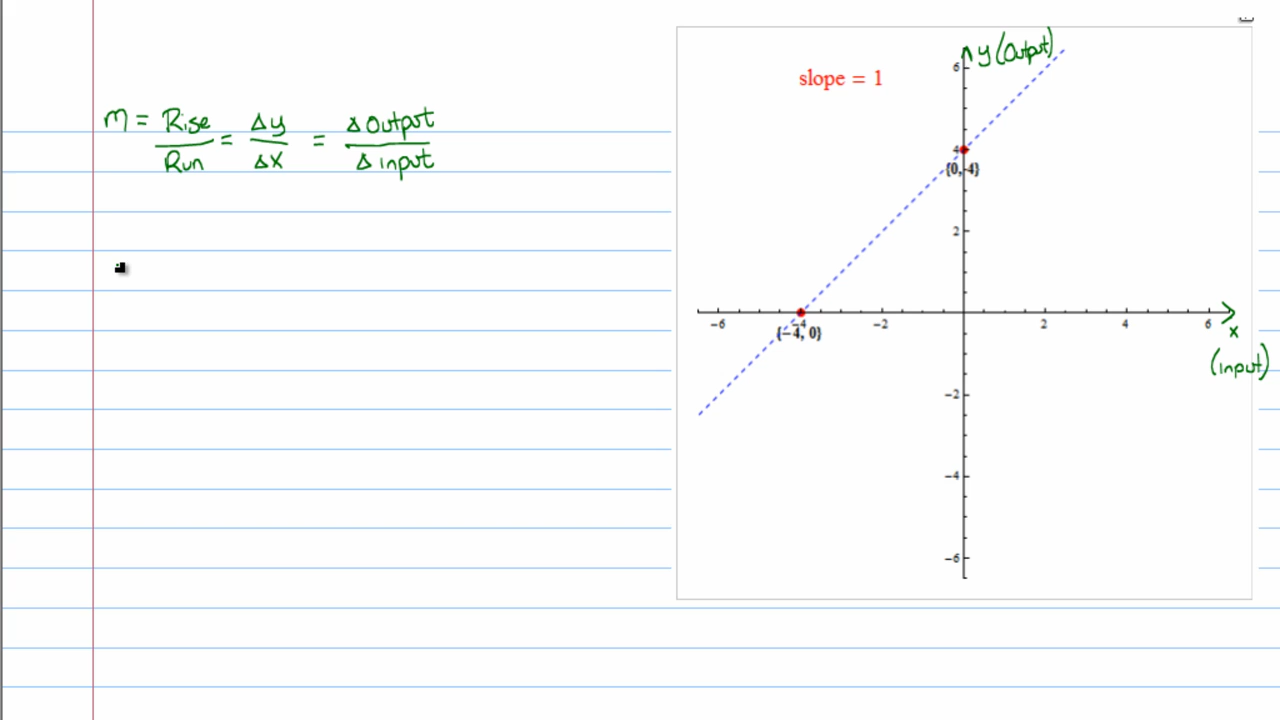 m = Rise / Run = Δy / Δx = Δ Output / Δ input
slope = 1
y (Output)
6
4
{0, 4}
2
-6 -4 -2 2 4 6
{-4, 0}
x
(input)
-2
-4
-6